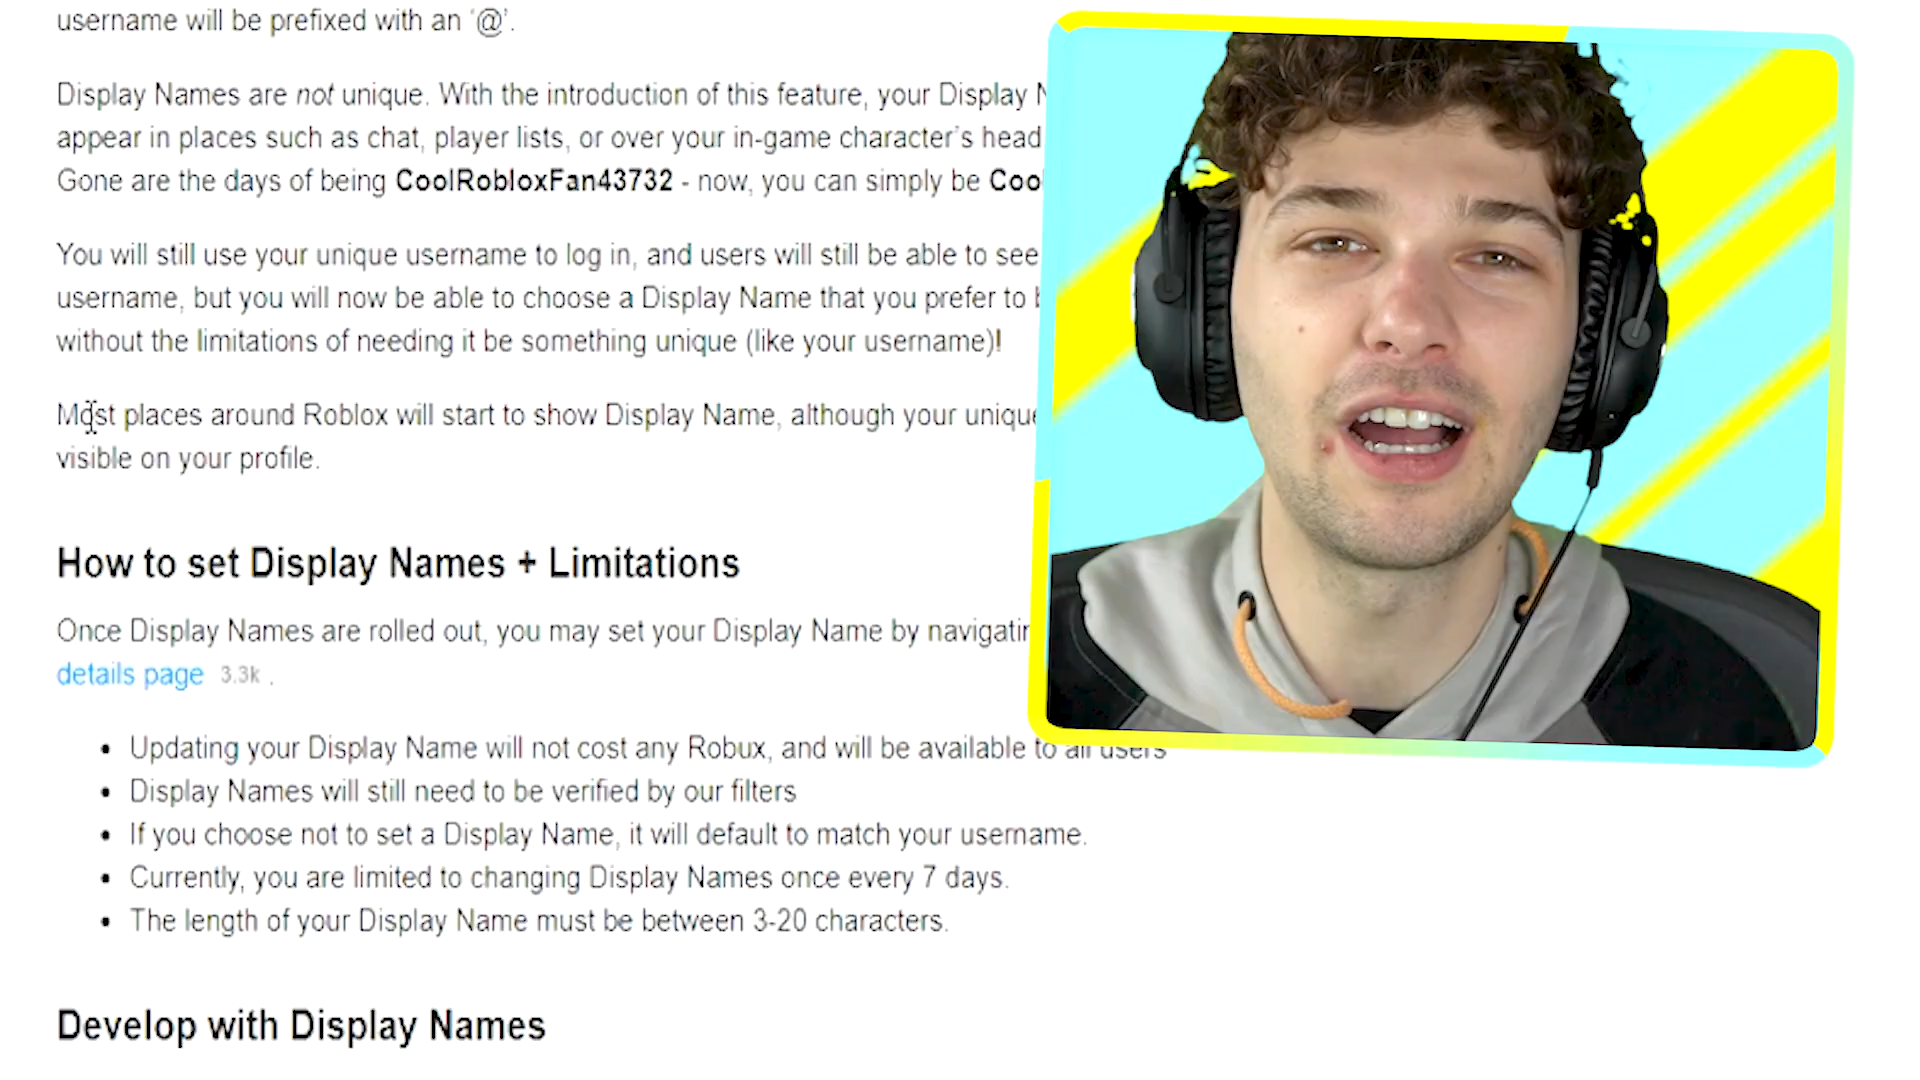 username will be prefixed with an ‘@’.
Display Names are not unique. With the introduction of this feature, your Display
appear in places such as chat, player lists, or over your in-game character’s head
Gone are the days of being CoolRobloxFan43732 - now, you can simply be
You will still use your unique username to log in, and users will still be able to see
username, but you will now be able to choose a Display Name that you prefer to
without the limitations of needing it be something unique (like your username)!
Most places around Roblox will start to show Display Name, although your unique
visible on your profile.
How to set Display Names + Limitations
Once Display Names are rolled out, you may set your Display Name by
details page 3.3k .
• Updating your Display Name will not cost any Robux, and will be available to all users
• Display Names will still need to be verified by our filters
• If you choose not to set a Display Name, it will default to match your username.
• Currently, you are limited to changing Display Names once every 7 days.
• The length of your Display Name must be between 3-20 characters.
Develop with Display Names